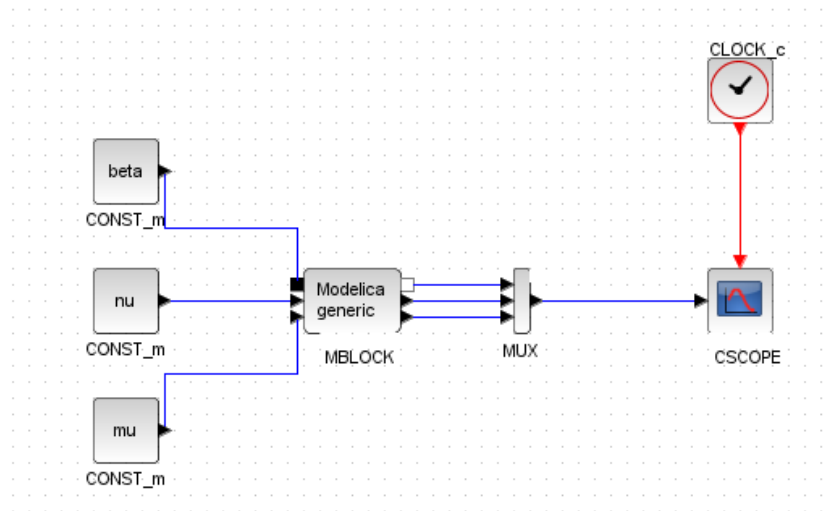 CLOCK_c
beta
CONST_m
nu
CONST_m
Modelica
generic
MBLOCK
MUX
CSCOPE
mu
CONST_m